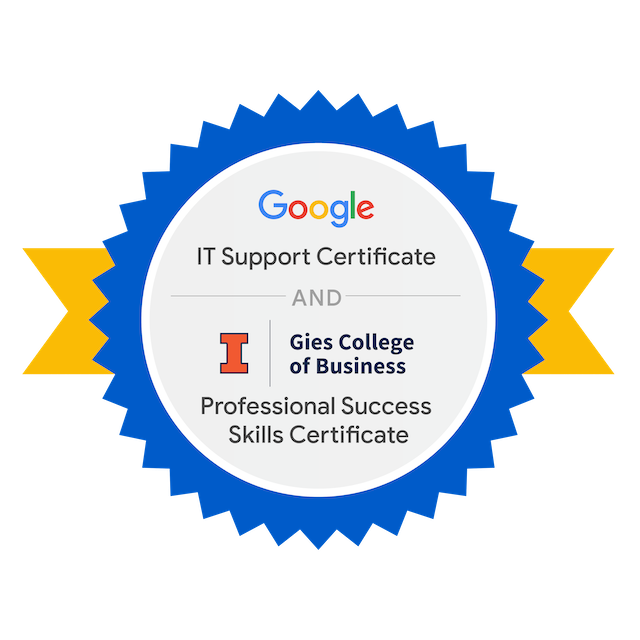 Google
IT Support Certificate
AND
I
Gies College
of Business
Professional Success
Skills Certificate